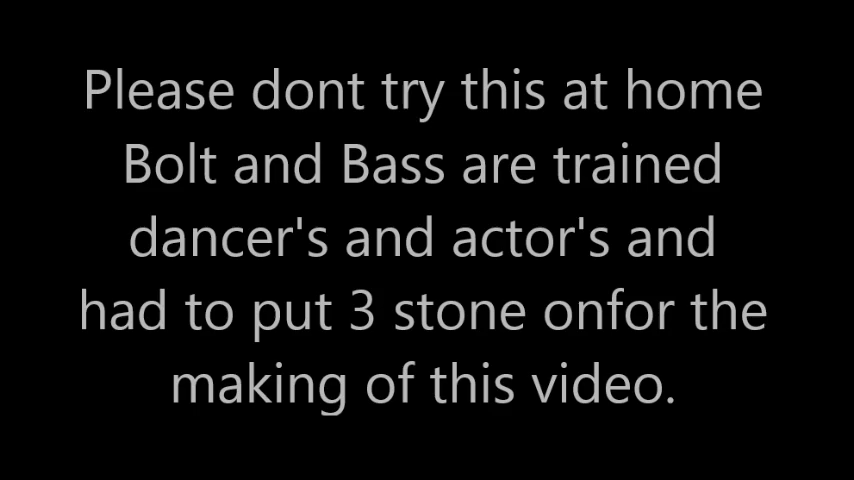 Please dont try this at home
Bolt and Bass are trained
dancer's and actor's and
had to put 3 stone onfor the
making of this video.